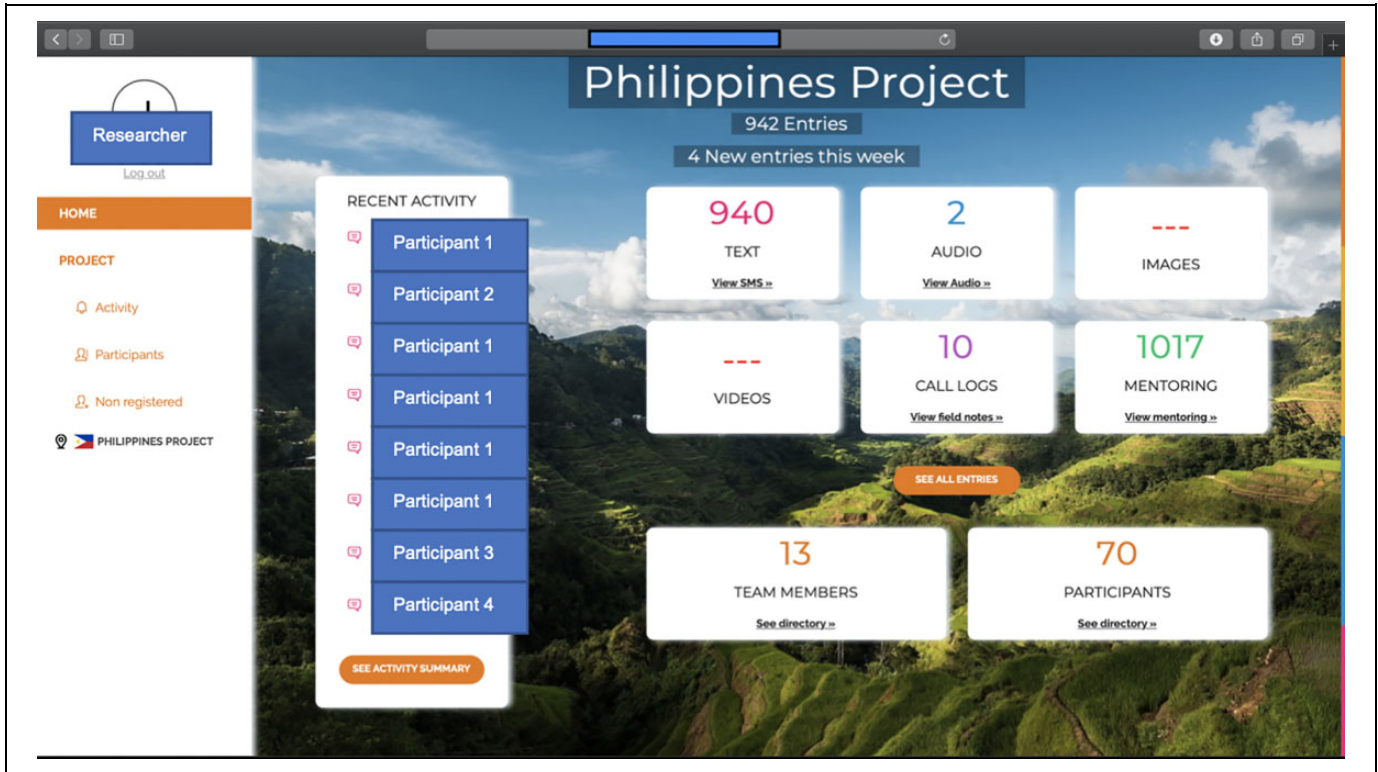 Philippines Project
942 Entries
4 New entries this week
Researcher
Log out
HOME
PROJECT
Activity
Participants
Non registered
PHILIPPINES PROJECT
RECENT ACTIVITY
Participant 1
Participant 2
Participant 1
Participant 1
Participant 1
Participant 1
Participant 3
Participant 4
SEE ACTIVITY SUMMARY
940
TEXT
View SMS »
2
AUDIO
View Audio »
---
IMAGES
---
VIDEOS
10
CALL LOGS
View field notes »
1017
MENTORING
View mentoring »
SEE ALL ENTRIES
13
TEAM MEMBERS
See directory »
70
PARTICIPANTS
See directory »